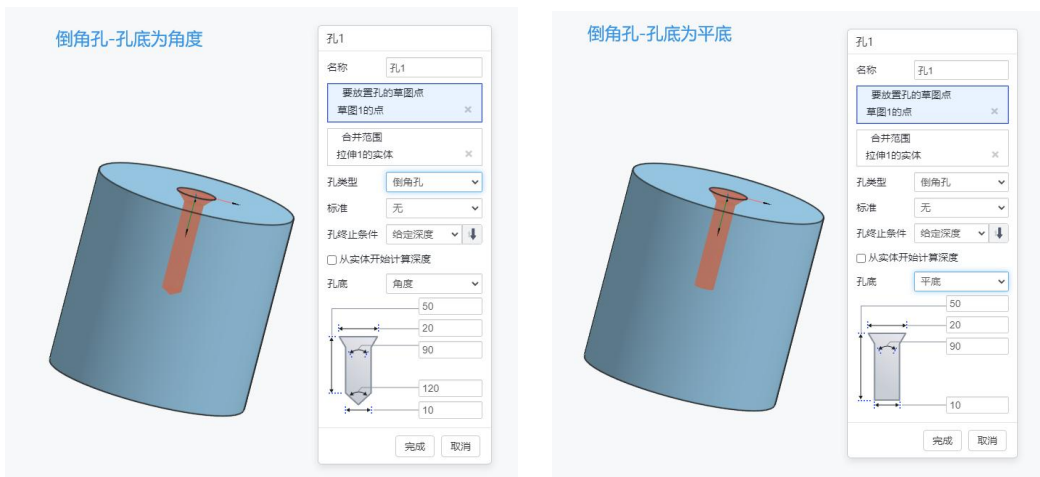 倒角孔-孔底为角度
孔1
名称 孔1
要放置孔的草图点
草图1的点 ×
合并范围
拉伸1的实体 ×
孔类型 倒角孔
标准 无
孔终止条件 给定深度
从实体开始计算深度
孔底 角度
50
20
90
120
10
完成 取消
倒角孔-孔底为平底
孔1
名称 孔1
要放置孔的草图点
草图1的点 ×
合并范围
拉伸1的实体 ×
孔类型 倒角孔
标准 无
孔终止条件 给定深度
从实体开始计算深度
孔底 平底
50
20
90
10
完成 取消